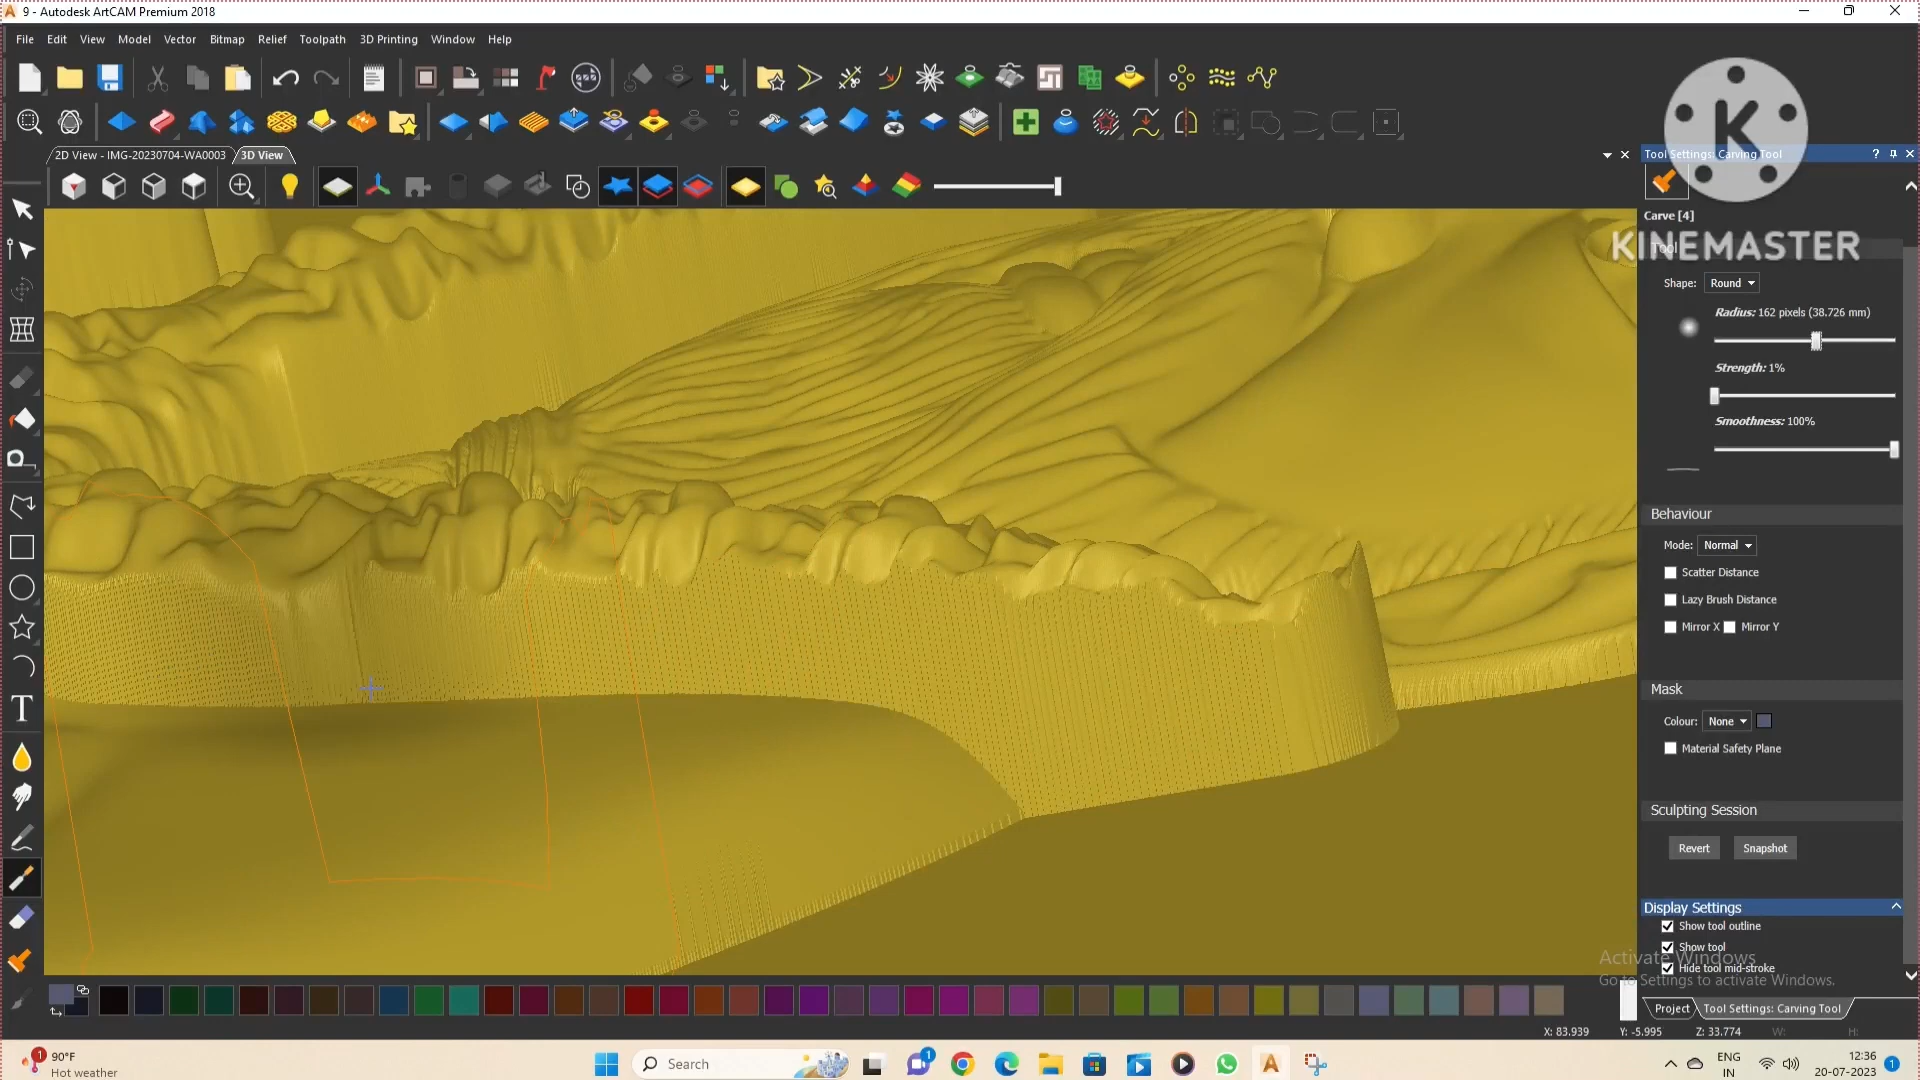 9 - Autodesk ArtCAM Premium 2018
File Edit View Model Vector Bitmap Relief Toolpath 3D Printing Window Help
2D View - IMG-20230704-WA0003 3D View
Tool Settings: Carving Tool
K
Carve [4]
KINEMASTER
Tool
Shape: Round
Radius: 162 pixels (38.726 mm)
Strength: 1%
Smoothness: 100%
Behaviour
Mode: Normal
Scatter Distance
Lazy Brush Distance
Mirror X Mirror Y
Mask
Colour: None
Material Safety Plane
Sculpting Session
Revert Snapshot
Display Settings
Show tool outline
Show tool
Hide tool mid-stroke
Activate Windows
Go to Settings to activate Windows.
Project Tool Settings: Carving Tool
X: 83.939 Y: -5.995 Z: 33.774 W: H:
1
90°F
Hot weather
Search
1
ENG
IN
12:36
20-07-2023
1